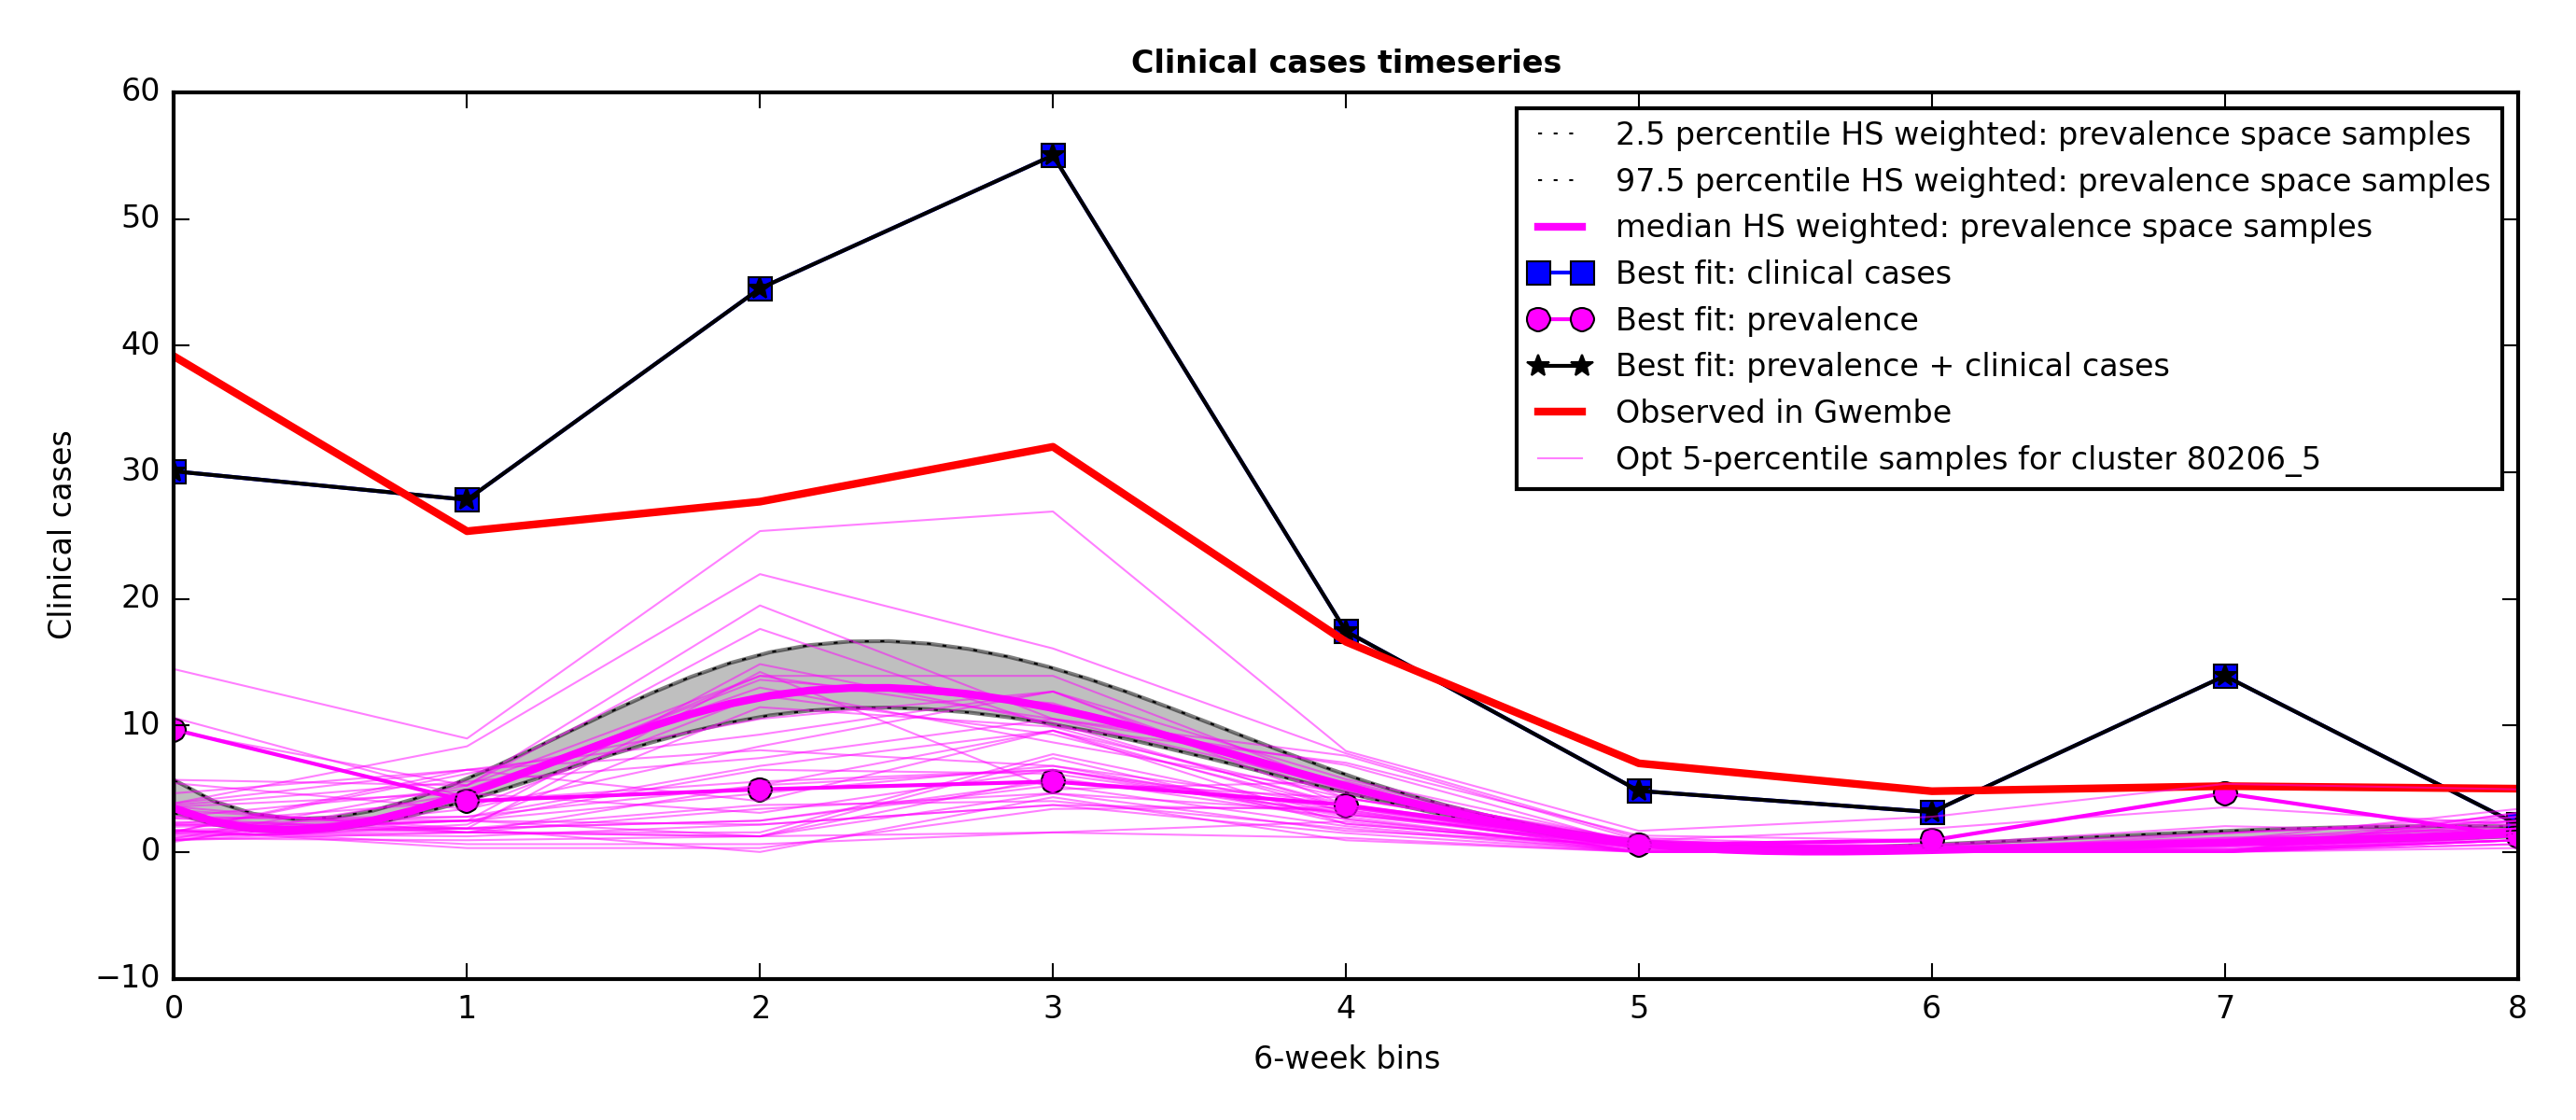 Clinical cases timeseries
60
50
40
30
20
10
0
−10
Clinical cases
2.5 percentile HS weighted: prevalence space samples
97.5 percentile HS weighted: prevalence space samples
median HS weighted: prevalence space samples
Best fit: clinical cases
Best fit: prevalence
Best fit: prevalence + clinical cases
Observed in Gwembe
Opt 5-percentile samples for cluster 80206_5
0 1 2 3 4 5 6 7 8
6-week bins